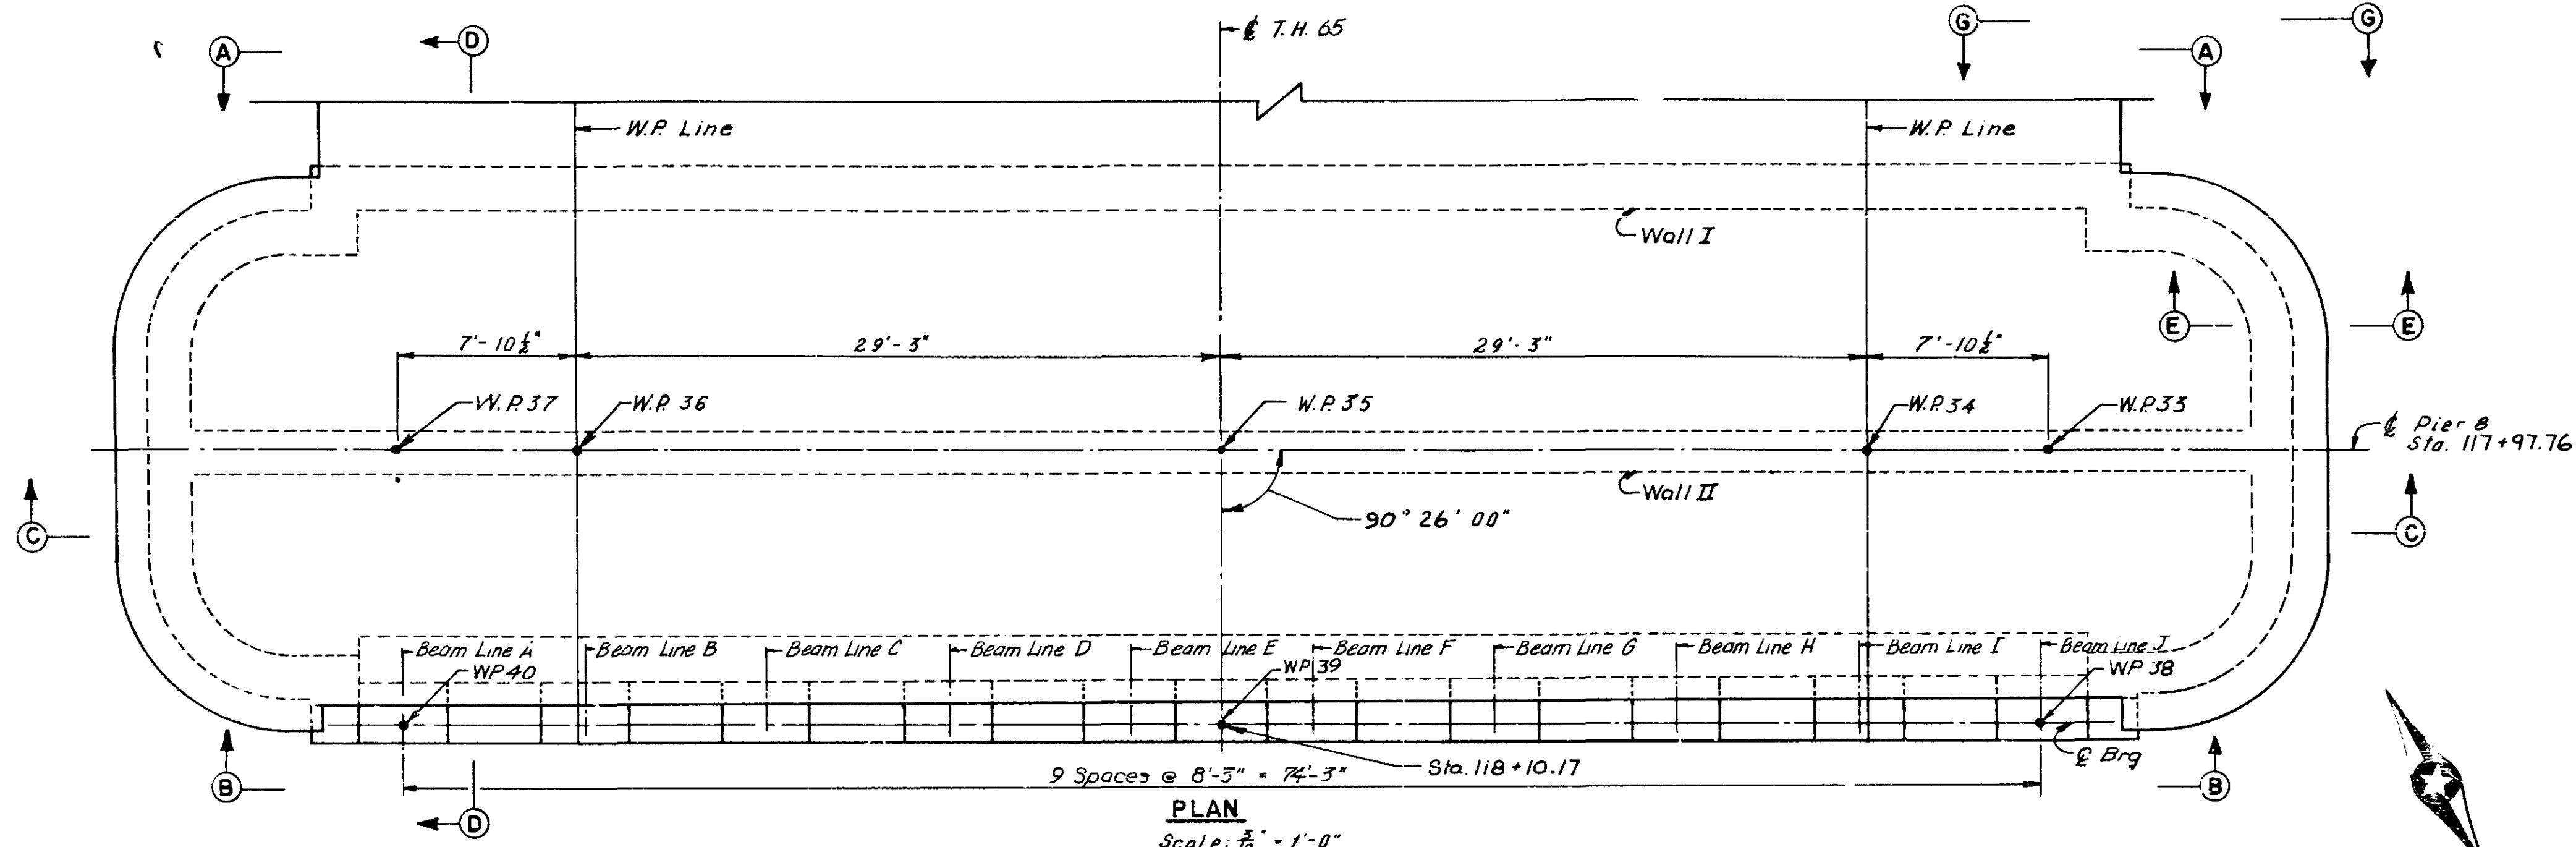 ℄ T.H. 65
G
G
A
D
A
W.P. Line
W.P. Line
Wall I
E
E
7'-10½"
29'-3"
29'-3"
7'-10½"
W.P. 37
W.P. 36
W.P. 35
W.P. 34
W.P. 33
℄ Pier 8
Sta. 117+97.76
Wall II
90° 26' 00"
C
C
Beam Line A
Beam Line B
Beam Line C
Beam Line D
Beam Line E
Beam Line F
Beam Line G
Beam Line H
Beam Line I
Beam Line J
WP 40
WP 39
WP 38
Sta. 118+10.17
℄ Brg
9 Spaces @ 8'-3" = 74'-3"
B
B
D
PLAN
Scale: = 1'-0"